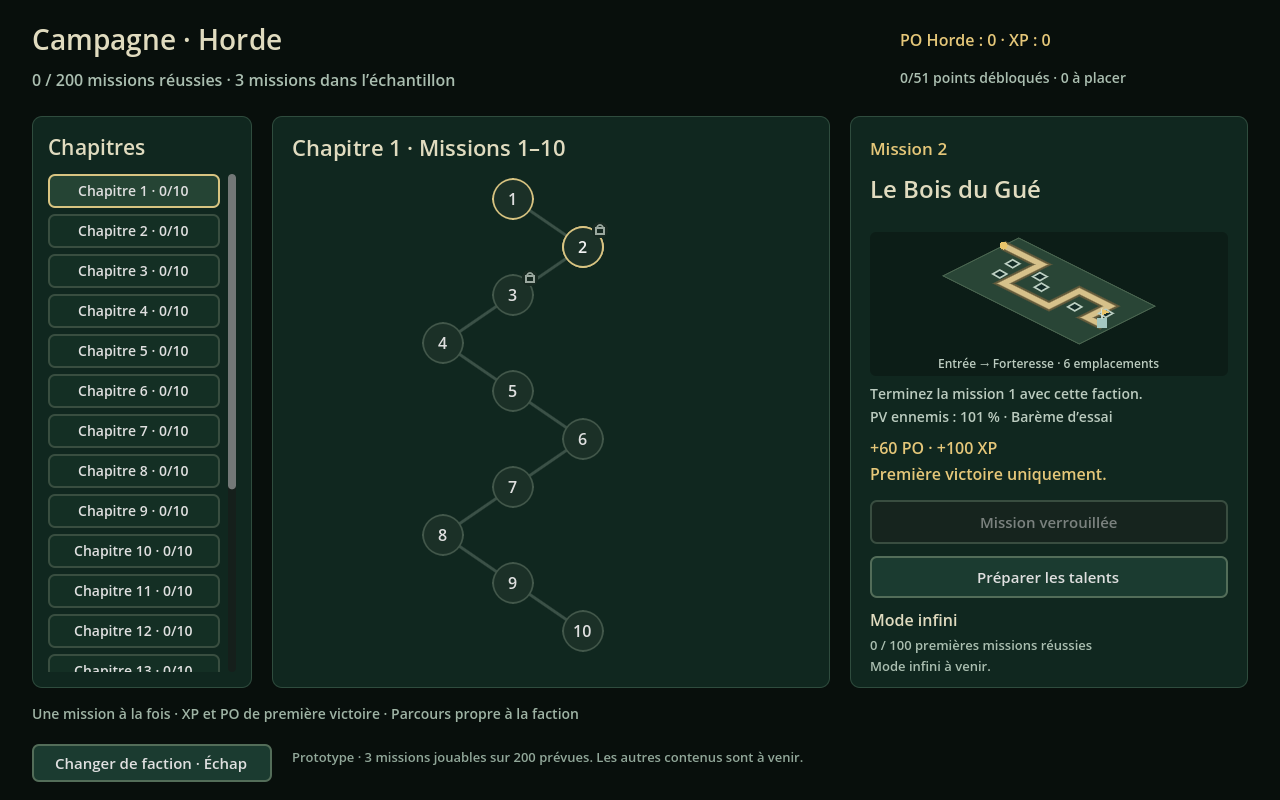 Campagne · Horde
PO Horde : 0 · XP : 0
0 / 200 missions réussies · 3 missions dans l’échantillon
0/51 points débloqués · 0 à placer
Chapitres
Chapitre 1 · 0/10
Chapitre 2 · 0/10
Chapitre 3 · 0/10
Chapitre 4 · 0/10
Chapitre 5 · 0/10
Chapitre 6 · 0/10
Chapitre 7 · 0/10
Chapitre 8 · 0/10
Chapitre 9 · 0/10
Chapitre 10 · 0/10
Chapitre 11 · 0/10
Chapitre 12 · 0/10
Chapitre 13 · 0/10
Chapitre 1 · Missions 1–10
1
2
3
4
5
6
7
8
9
10
Mission 2
Le Bois du Gué
Entrée → Forteresse · 6 emplacements
Terminez la mission 1 avec cette faction.
PV ennemis : 101 % · Barème d’essai
+60 PO · +100 XP
Première victoire uniquement.
Mission verrouillée
Préparer les talents
Mode infini
0 / 100 premières missions réussies
Mode infini à venir.
Une mission à la fois · XP et PO de première victoire · Parcours propre à la faction
Changer de faction · Échap
Prototype · 3 missions jouables sur 200 prévues. Les autres contenus sont à venir.